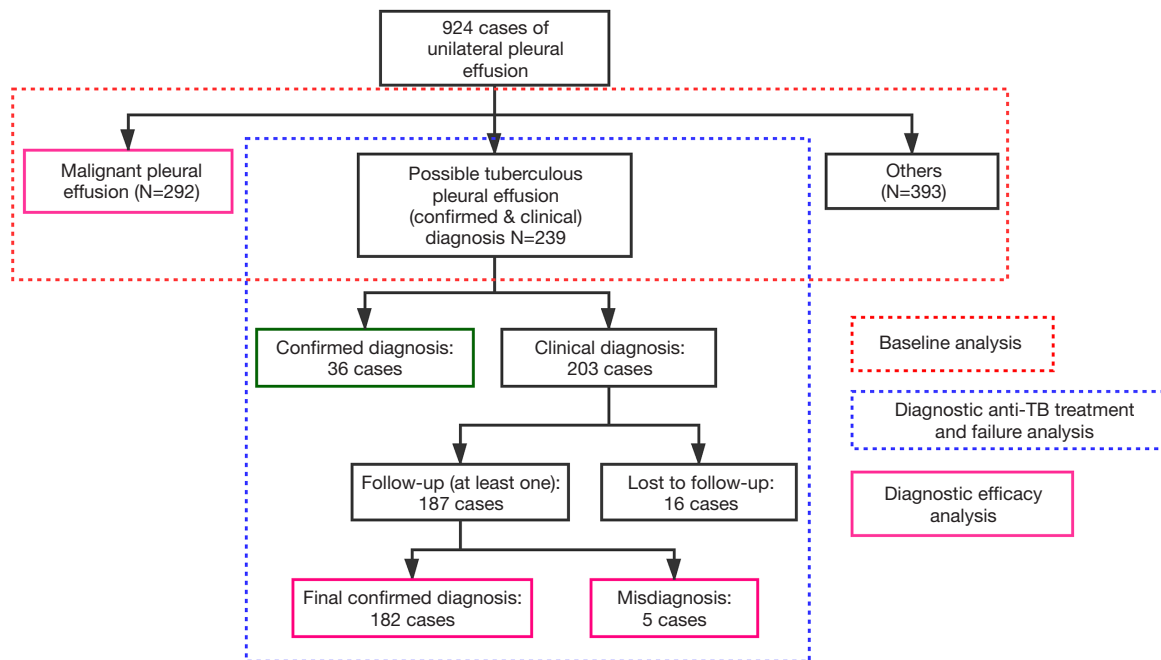 924 cases of
unilateral pleural
effusion
Malignant pleural
effusion (N=292)
Possible tuberculous
pleural effusion
(confirmed & clinical)
diagnosis N=239
Others
(N=393)
Confirmed diagnosis:
36 cases
Clinical diagnosis:
203 cases
Baseline analysis
Diagnostic anti-TB treatment
and failure analysis
Follow-up (at least one):
187 cases
Lost to follow-up:
16 cases
Diagnostic efficacy
analysis
Final confirmed diagnosis:
182 cases
Misdiagnosis:
5 cases